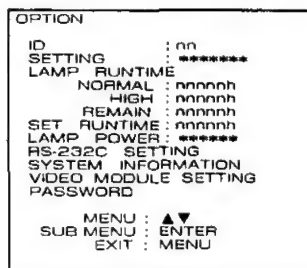 OPTION
ID : nn
SETTING : *******
LAMP RUNTIME
NORMAL : nnnnnh
HIGH : nnnnnh
REMAIN : nnnnnh
SET RUNTIME : nnnnnh
LAMP POWER : ******
RS-232C SETTING
SYSTEM INFORMATION
VIDEO MODULE SETTING
PASSWORD
MENU : ▲▼
SUB MENU : ENTER
EXIT : MENU